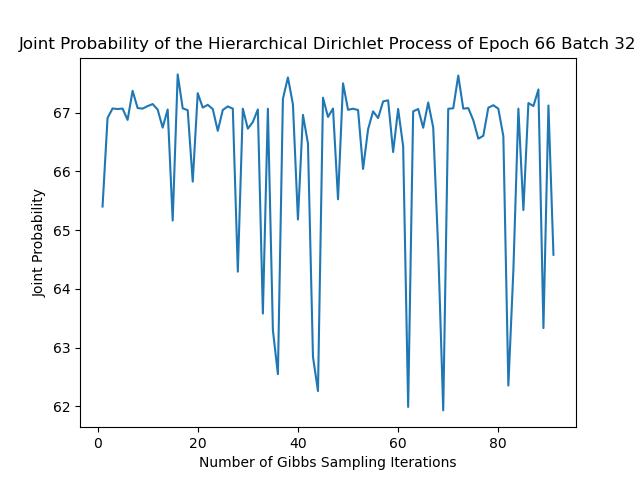 Joint Probability of the Hierarchical Dirichlet Process of Epoch 66 Batch 32
67
66
65
64
63
62
Joint Probability
0 20 40 60 80
Number of Gibbs Sampling Iterations